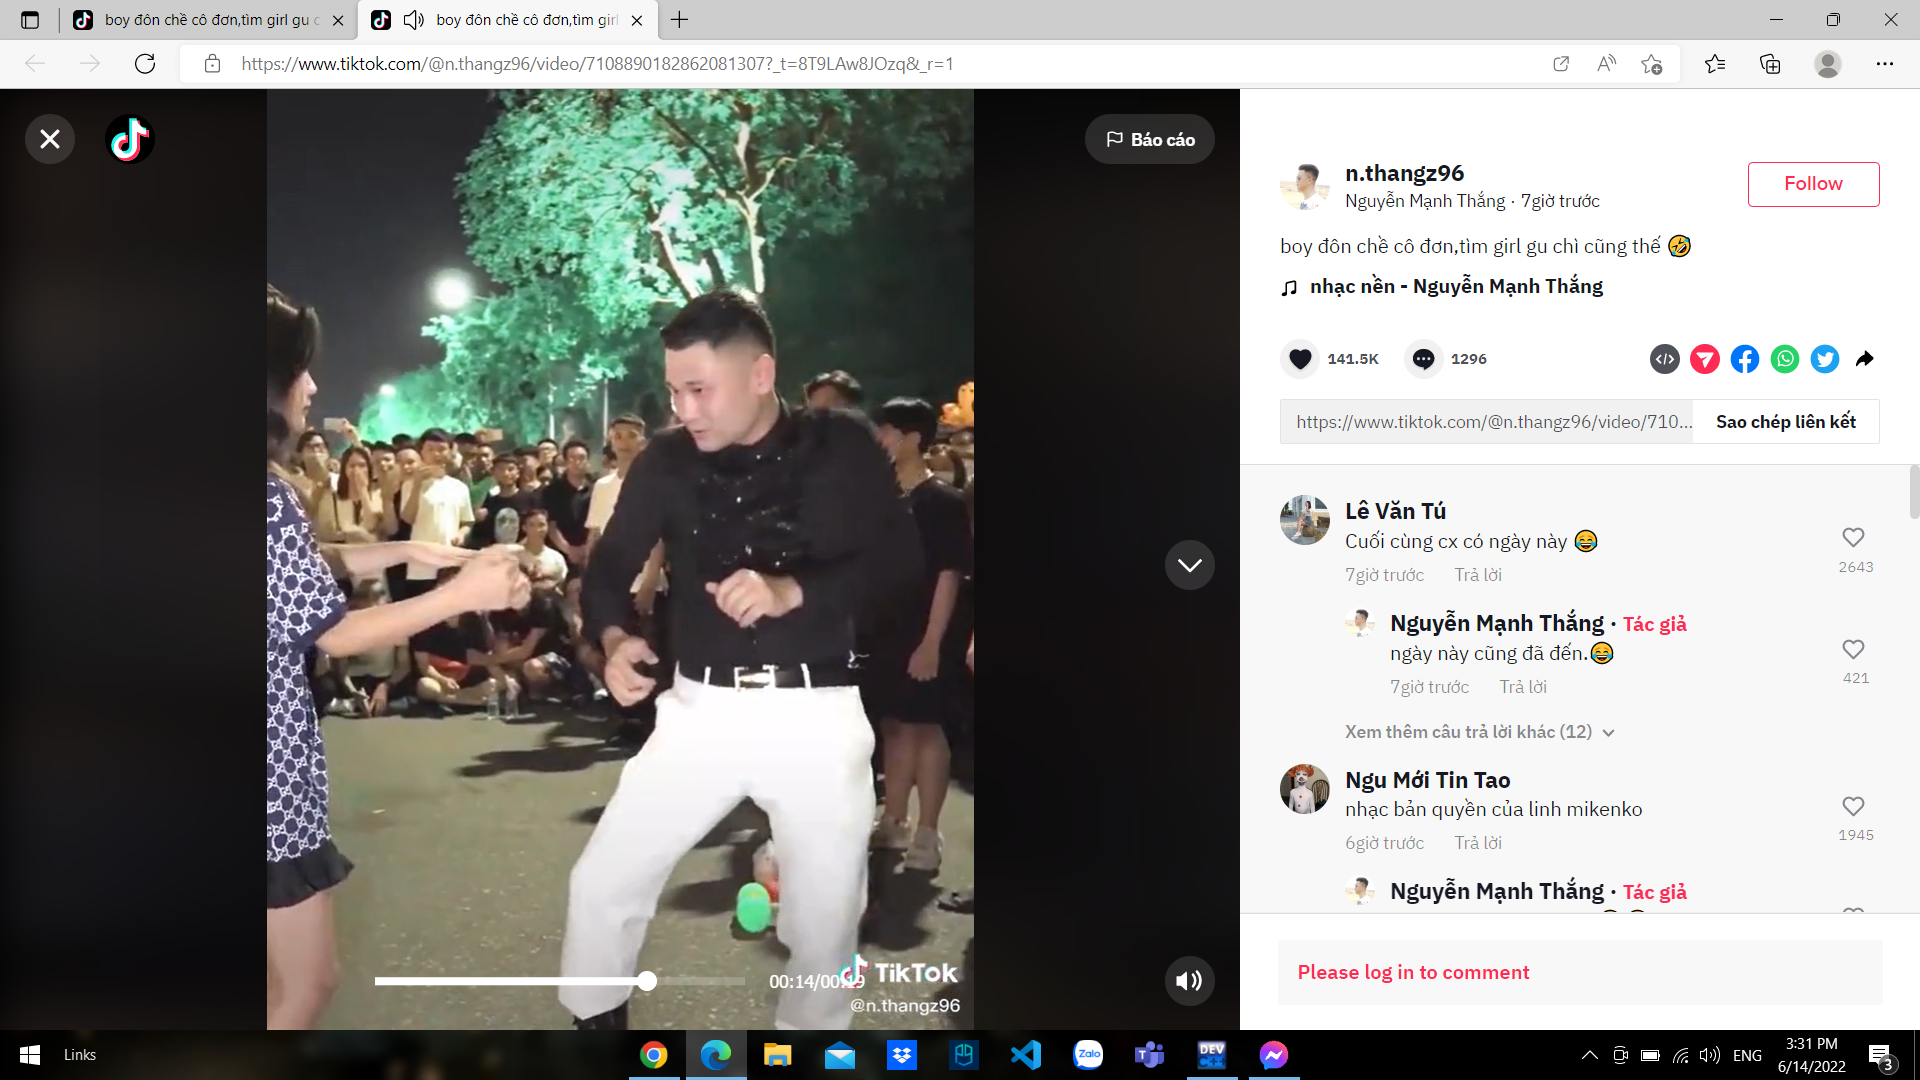 boy đôn chề cô đơn,tìm girl gu c
boy đôn chề cô đơn,tìm girl
https://www.tiktok.com/@n.thangz96/video/7108890182862081307?_t=8T9LAw8JOzq&_r=1
Báo cáo
n.thangz96
Nguyễn Mạnh Thắng · 7giờ trước
Follow
boy đôn chề cô đơn,tìm girl gu chì cũng thế 🤣
nhạc nền - Nguyễn Mạnh Thắng
141.5K
1296
https://www.tiktok.com/@n.thangz96/video/710...
Sao chép liên kết
Lê Văn Tú
Cuối cùng cx có ngày này 😂
7giờ trước Trả lời
2643
Nguyễn Mạnh Thắng · Tác giả
ngày này cũng đã đến.😂
7giờ trước Trả lời
421
Xem thêm câu trả lời khác (12)
Ngu Mới Tin Tao
nhạc bản quyền của linh mikenko
6giờ trước Trả lời
1945
Nguyễn Mạnh Thắng · Tác giả
Please log in to comment
00:14/00:19
TikTok
@n.thangz96
Links
Zalo
DEV
ENG
3:31 PM
6/14/2022
3